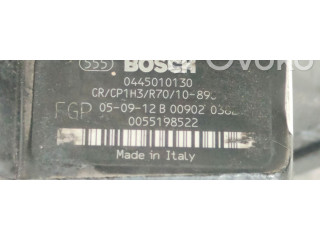 BOSCH
0445010130
CR/CP1H3/R70/10-89
FGP 05-09-12 B 00902
0055198522
Made in Italy